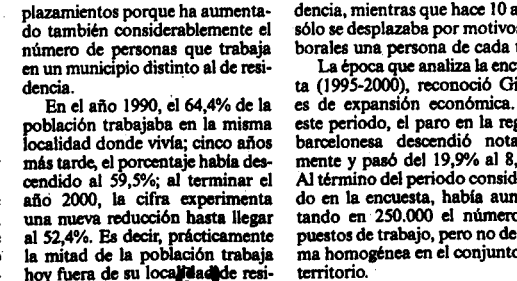 plazamientos porque ha aumenta-
do también considerablemente el
número de personas que trabaja
en un municipio distinto al de resi-
dencia.
En el año 1990, el 64,4% de la
población trabajaba en la misma
localidad donde vivía; cinco años
más tarde, el porcentaje había des-
cendido al 59,5%; al terminar el
año 2000, la cifra experimenta
una nueva reducción hasta llegar
al 52,4%. Es decir, prácticamente
la mitad de la población trabaja
hoy fuera de su localidad de resi-
dencia, mientras que hace 10 a
sólo se desplazaba por motivo
borales una persona de cada
La época que analiza la enc
ta (1995-2000), reconoció Gi
es de expansión económica.
este periodo, el paro en la reg
barcelonesa descendió nota
mente y pasó del 19,9% al 8,
Al término del periodo consid
do en la encuesta, había aun
tando en 250.000 el número
puestos de trabajo, pero no de
ma homogénea en el conjunto
territorio.